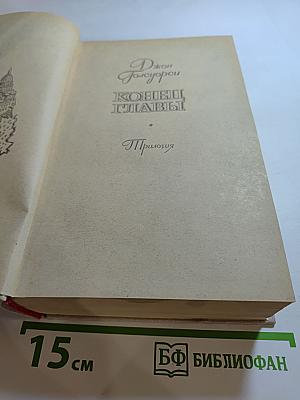 Джон
Голсуорси
КОНЕЦ
ГЛАВЫ
Трилогия
15 см
БФ БИБЛИОФАН